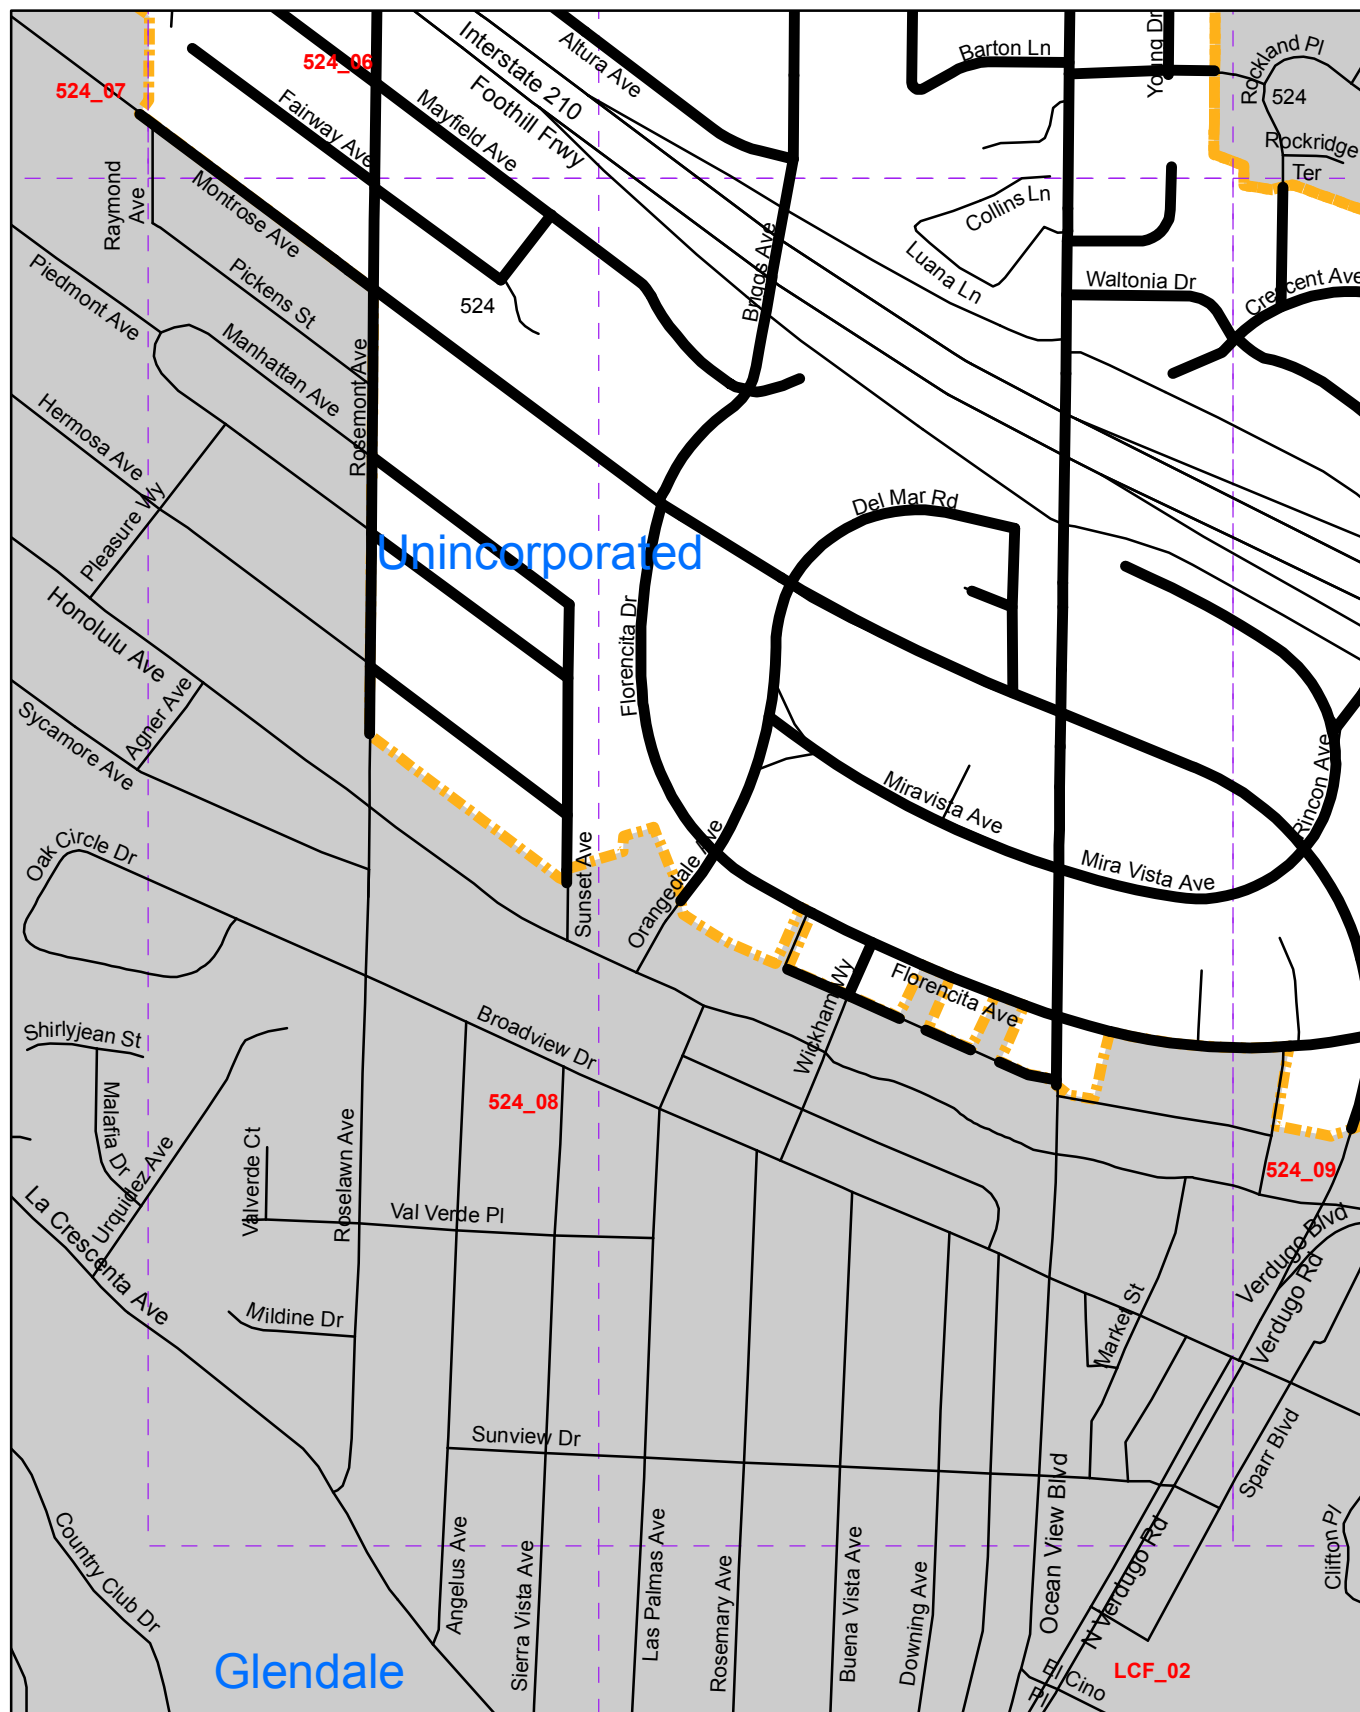 524_06
524_07
Interstate 210
Foothill Frwy
Altura Ave
Barton Ln
Young Dr
Rockland Pl
524
Rockridge
Ter
Fairway Ave
Mayfield Ave
Raymond
Ave
Montrose Ave
Collins Ln
Luana Ln
Briggs Ave
Waltonia Dr
Crescent Ave
Piedmont Ave
Pickens St
524
Manhattan Ave
Rosemont Ave
Hermosa Ave
Pleasure Wy
Del Mar Rd
Unincorporated
Honolulu Ave
Florencita Dr
Agner Ave
Sycamore Ave
Miravista Ave
Rincon Ave
Mira Vista Ave
Oak Circle Dr
Sunset Ave
Orangedale Ave
Florencita Ave
Wickham Wy
Shirlyjean St
Broadview Dr
Malafia Dr
524_08
Urquidez Ave
Valverde Ct
Roselawn Ave
524_09
La Crescenta Ave
Val Verde Pl
Verdugo Blvd
Verdugo Rd
Mildine Dr
Market St
Sunview Dr
Sparr Blvd
Ocean View Blvd
Country Club Dr
Angelus Ave
Sierra Vista Ave
Las Palmas Ave
Rosemary Ave
Buena Vista Ave
Downing Ave
N Verdugo Rd
Clifton Pl
Glendale
El Cino
Pl
LCF_02